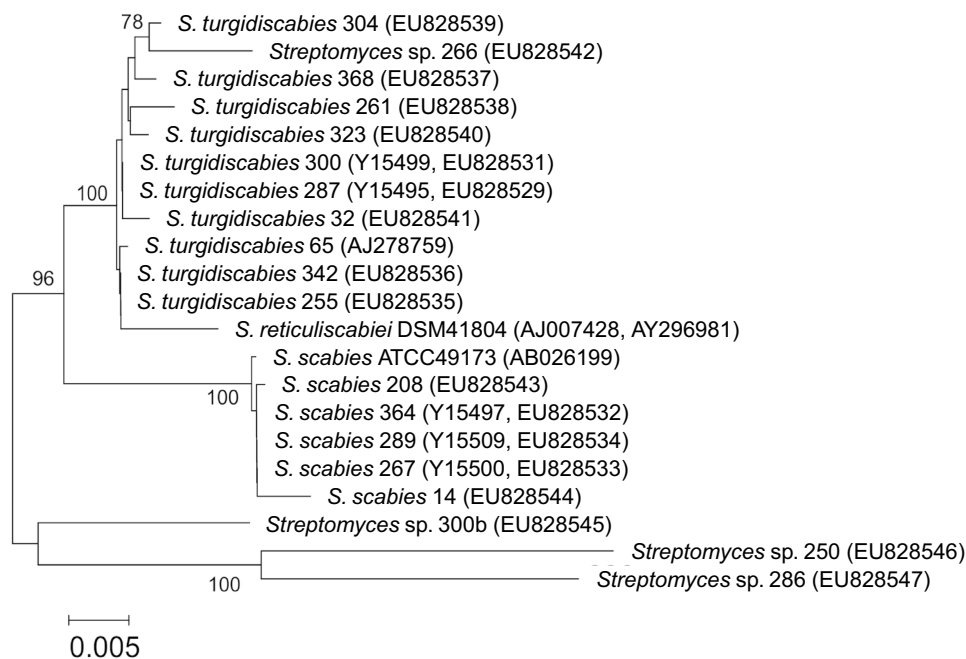 78
S. turgidiscabies 304 (EU828539)
Streptomyces sp. 266 (EU828542)
S. turgidiscabies 368 (EU828537)
S. turgidiscabies 261 (EU828538)
S. turgidiscabies 323 (EU828540)
S. turgidiscabies 300 (Y15499, EU828531)
S. turgidiscabies 287 (Y15495, EU828529)
100
S. turgidiscabies 32 (EU828541)
S. turgidiscabies 65 (AJ278759)
S. turgidiscabies 342 (EU828536)
96
S. turgidiscabies 255 (EU828535)
S. reticuliscabiei DSM41804 (AJ007428, AY296981)
S. scabies ATCC49173 (AB026199)
S. scabies 208 (EU828543)
100
S. scabies 364 (Y15497, EU828532)
S. scabies 289 (Y15509, EU828534)
S. scabies 267 (Y15500, EU828533)
S. scabies 14 (EU828544)
Streptomyces sp. 300b (EU828545)
Streptomyces sp. 250 (EU828546)
Streptomyces sp. 286 (EU828547)
100
0.005